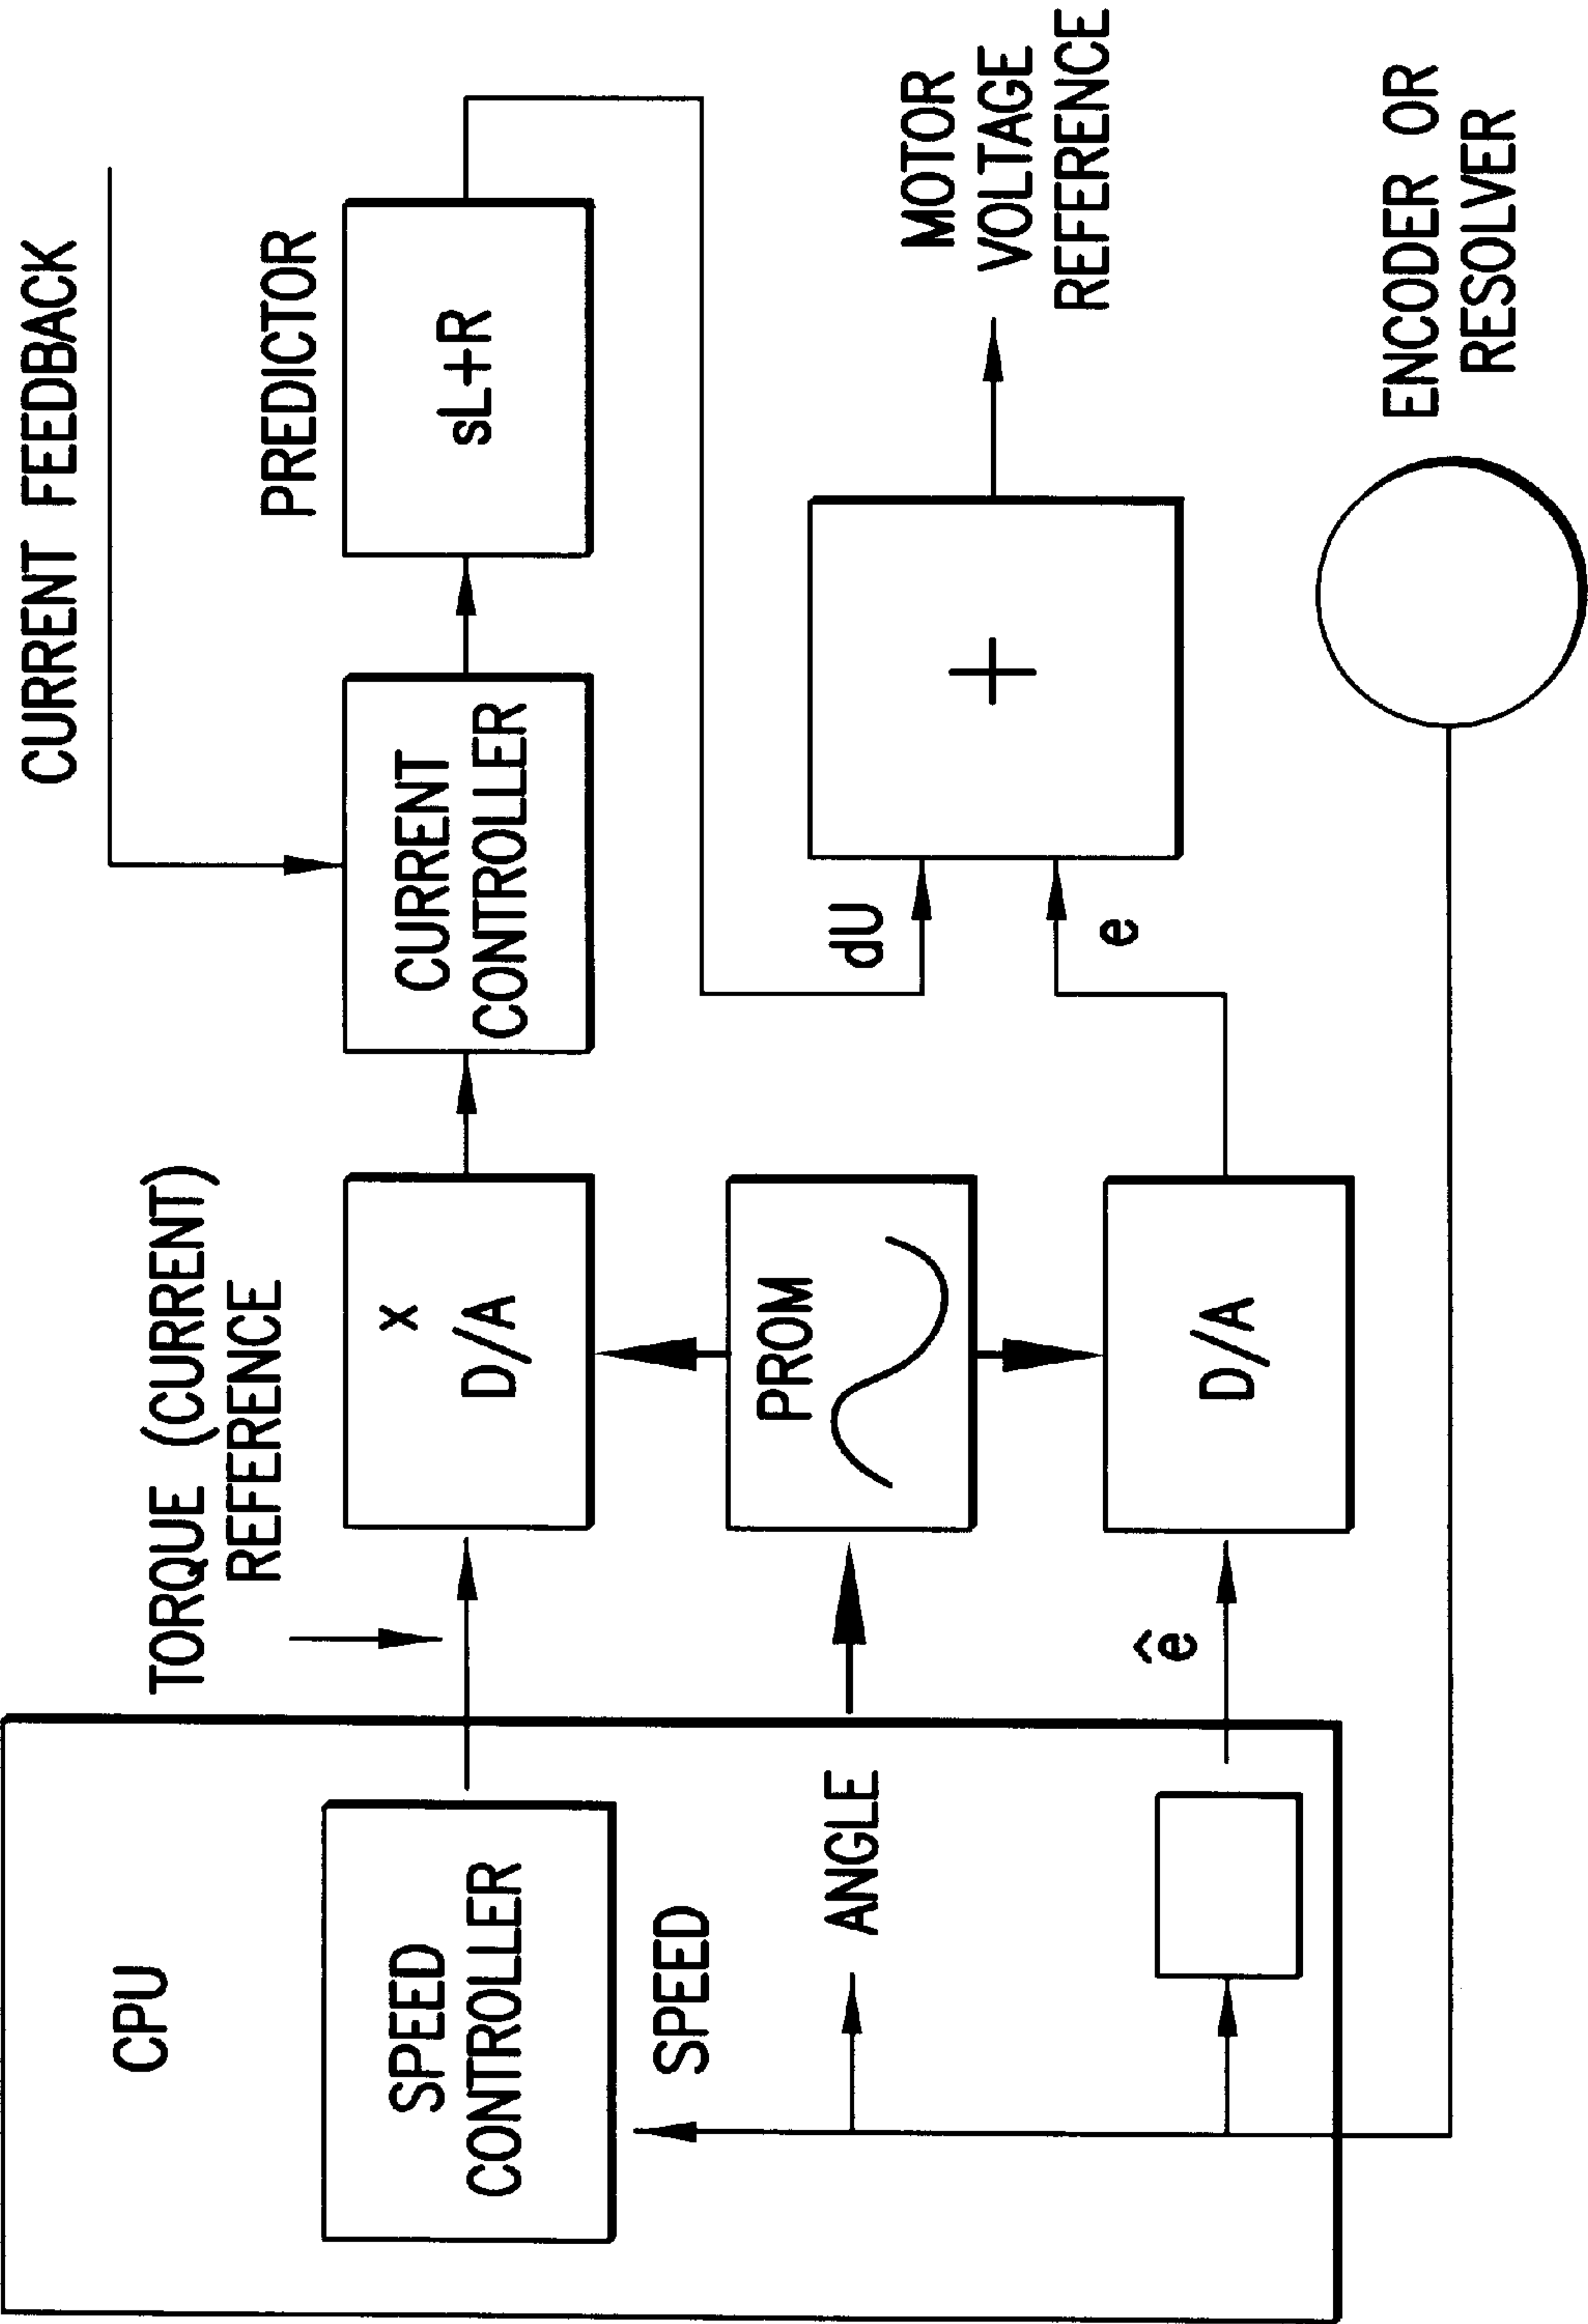 CURRENT FEEDBACK
TORQUE (CURRENT)
REFERENCE
PREDICTOR
CPU
SPEED
CONTROLLER
x
D/A
CURRENT
CONTROLLER
sL+R
SPEED
ANGLE
PROM
dU
e
+
MOTOR
VOLTAGE
REFERENCE
ê
D/A
ENCODER OR
RESOLVER